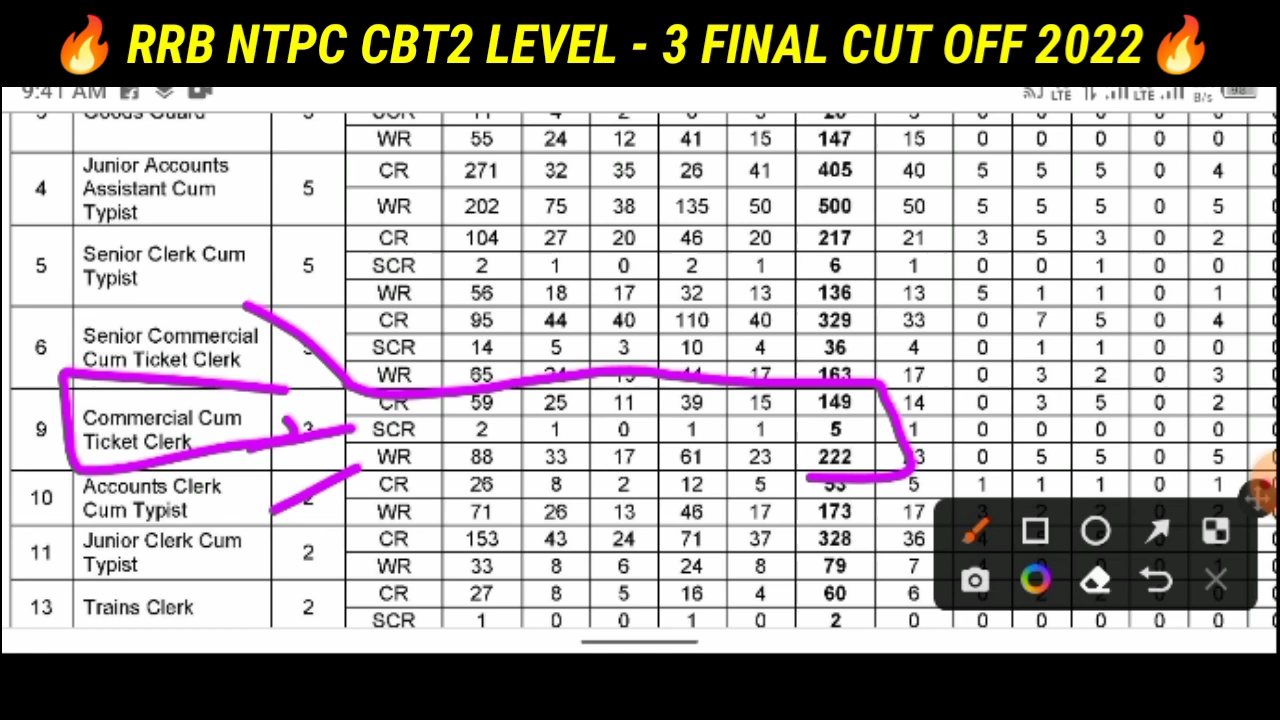 RRB NTPC CBT2 LEVEL - 3 FINAL CUT OFF 2022
9:41 AM LTE LTE B/s 98
Goods Guard
WR 55 24 12 41 15 147 15 0 0 0 0 0
4 Junior Accounts Assistant Cum Typist 5 CR 271 32 35 26 41 405 40 5 5 5 0 4
WR 202 75 38 135 50 500 50 5 5 5 0 5
5 Senior Clerk Cum Typist 5 CR 104 27 20 46 20 217 21 3 5 3 0 2
SCR 2 1 0 2 1 6 1 0 0 1 0 0
WR 56 18 17 32 13 136 13 5 1 1 0 1
6 Senior Commercial Cum Ticket Clerk CR 95 44 40 110 40 329 33 0 7 5 0 4
SCR 14 5 3 10 4 36 4 0 1 1 0 0
WR 65 17 163 17 0 3 2 0 3
9 Commercial Cum Ticket Clerk 3 CR 59 25 11 39 15 149 14 0 3 5 0 2
SCR 2 1 0 1 1 5 1 0 0 0 0 0
WR 88 33 17 61 23 222 0 5 5 0 5
10 Accounts Clerk Cum Typist 2 CR 26 8 2 12 5 53 5 1 1 1 0 1
WR 71 26 13 46 17 173 17
11 Junior Clerk Cum Typist 2 CR 153 43 24 71 37 328 36
WR 33 8 6 24 8 79 7
13 Trains Clerk 2 CR 27 8 5 16 4 60 6
SCR 1 0 0 1 0 2 0 0 0 0 0 0